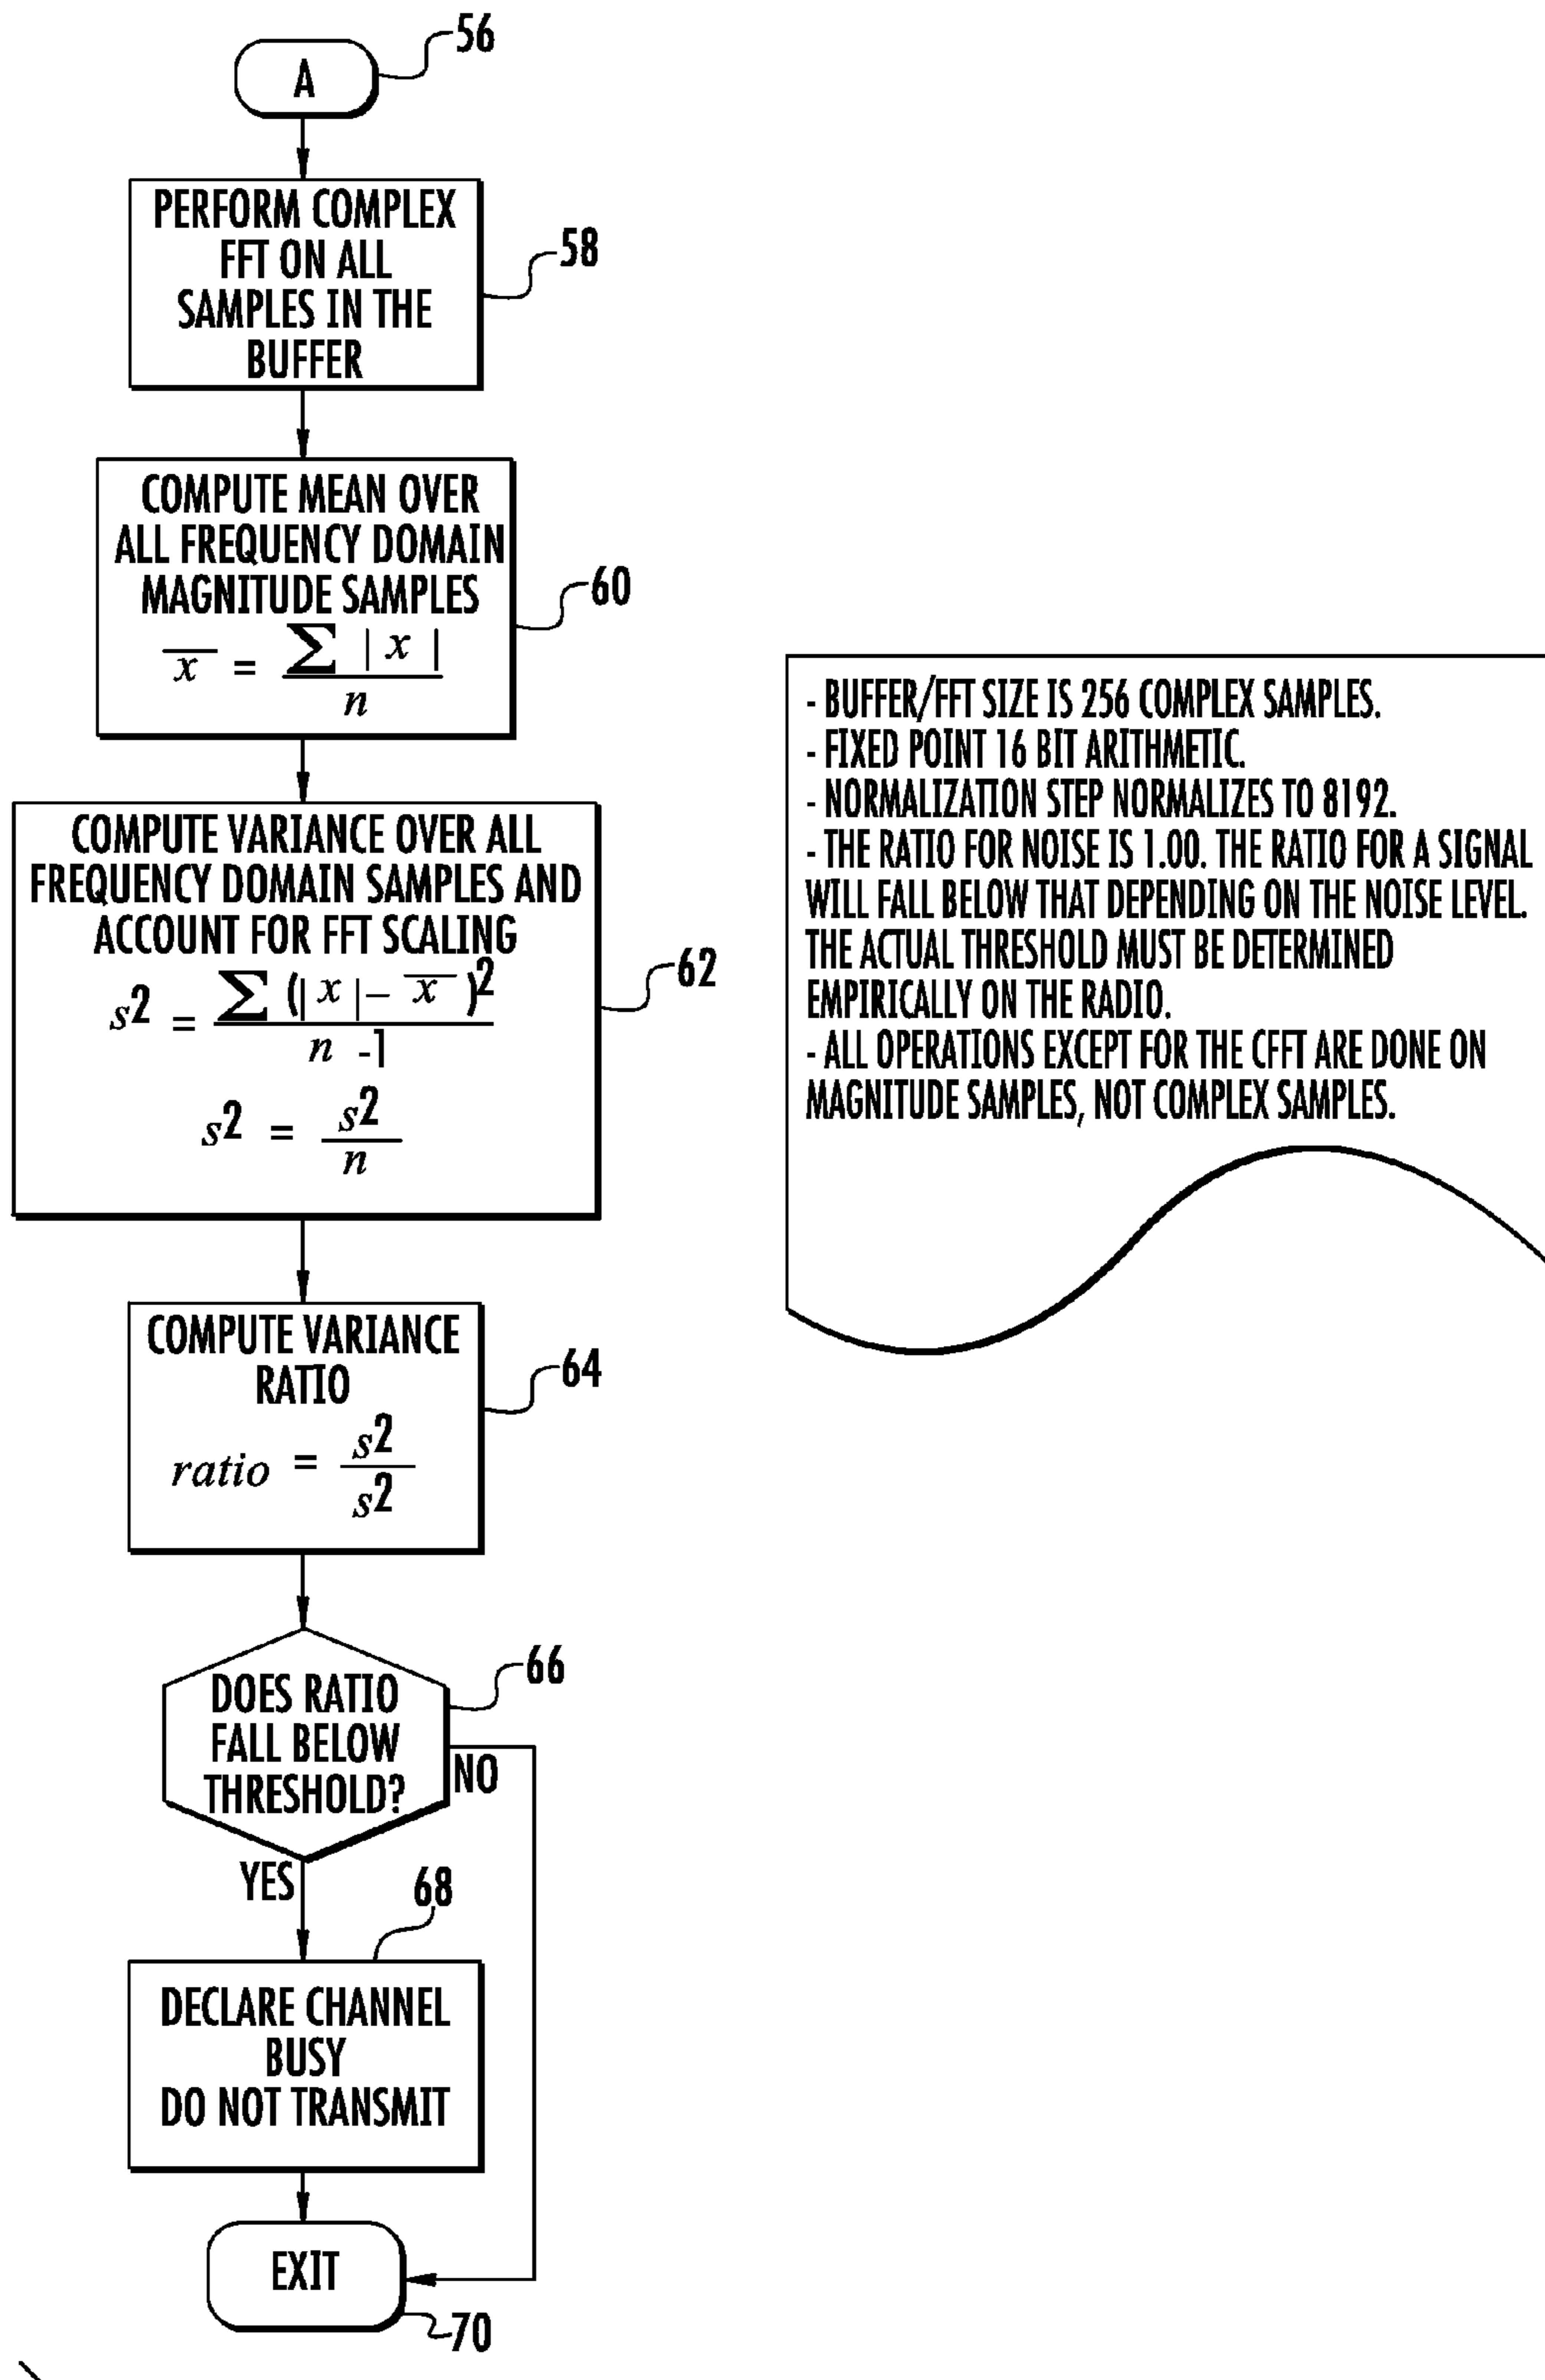 A
56
PERFORM COMPLEX
FFT ON ALL
SAMPLES IN THE
BUFFER
58
COMPUTE MEAN OVER
ALL FREQUENCY DOMAIN
MAGNITUDE SAMPLES
x̅ = ∑ | x | / n
60
COMPUTE VARIANCE OVER ALL
FREQUENCY DOMAIN SAMPLES AND
ACCOUNT FOR FFT SCALING
s2 = ∑ (| x | – x̅ )2 / n -1
s2 = s2 / n
62
COMPUTE VARIANCE
RATIO
ratio = s2 / s2
64
DOES RATIO
FALL BELOW
THRESHOLD?
66
NO
YES
68
DECLARE CHANNEL
BUSY
DO NOT TRANSMIT
EXIT
70
- BUFFER/FFT SIZE IS 256 COMPLEX SAMPLES.
- FIXED POINT 16 BIT ARITHMETIC.
- NORMALIZATION STEP NORMALIZES TO 8192.
- THE RATIO FOR NOISE IS 1.00. THE RATIO FOR A SIGNAL
WILL FALL BELOW THAT DEPENDING ON THE NOISE LEVEL.
THE ACTUAL THRESHOLD MUST BE DETERMINED
EMPIRICALLY ON THE RADIO.
- ALL OPERATIONS EXCEPT FOR THE CFFT ARE DONE ON
MAGNITUDE SAMPLES, NOT COMPLEX SAMPLES.